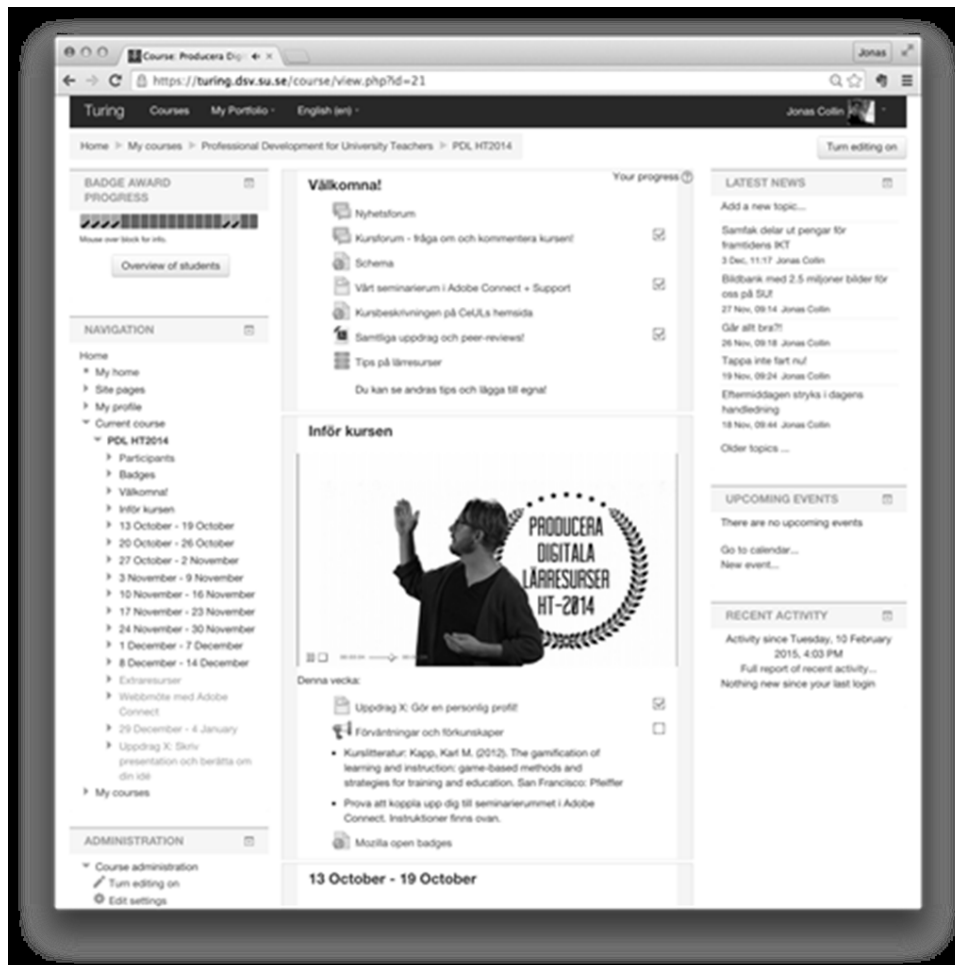 Course: Producera Digi
Jonas
https://turing.dsv.su.se/course/view.php?id=21
Turing Courses My Portfolio English (en) Jonas Collin
Home My courses Professional Development for University Teachers PDL HT2014
Turn editing on
BADGE AWARD
PROGRESS
Mouse over block for info.
Overview of students
NAVIGATION
Home
My home
Site pages
My profile
Current course
PDL HT2014
Participants
Badges
Välkomna!
Inför kursen
13 October - 19 October
20 October - 26 October
27 October - 2 November
3 November - 9 November
10 November - 16 November
17 November - 23 November
24 November - 30 November
1 December - 7 December
8 December - 14 December
Extraresurser
Webbmöte med Adobe
Connect
29 December - 4 January
Uppdrag X: Skriv
presentation och berätta om
din idé
My courses
ADMINISTRATION
Course administration
Turn editing on
Edit settings
Your progress
Välkomna!
Nyhetsforum
Kursforum - fråga om och kommentera kursen!
Schema
Vårt seminarierum i Adobe Connect + Support
Kursbeskrivningen på CeULs hemsida
Samtliga uppdrag och peer-reviews!
Tips på lärresurser
Du kan se andras tips och lägga till egna!
Inför kursen
PRODUCERA
DIGITALA
LÄRRESURSER
HT-2014
Denna vecka:
Uppdrag X: Gör en personlig profil!
Förväntningar och förkunskaper
• Kurslitteratur: Kapp, Karl M. (2012). The gamification of
learning and instruction: game-based methods and
strategies for training and education. San Francisco: Pfeiffer
• Prova att koppla upp dig till seminarierummet i Adobe
Connect. Instruktioner finns ovan.
Mozilla open badges
13 October - 19 October
LATEST NEWS
Add a new topic...
Samfak delar ut pengar för
framtidens IKT
3 Dec, 11:17 Jonas Collin
Bildbank med 2.5 miljoner bilder för
oss på SU!
27 Nov, 09:14 Jonas Collin
Går allt bra?!
26 Nov, 09:18 Jonas Collin
Tappa inte fart nu!
19 Nov, 09:24 Jonas Collin
Eftermiddagen stryks i dagens
handledning
18 Nov, 09:44 Jonas Collin
Older topics ...
UPCOMING EVENTS
There are no upcoming events
Go to calendar...
New event...
RECENT ACTIVITY
Activity since Tuesday, 10 February
2015, 4:03 PM
Full report of recent activity...
Nothing new since your last login